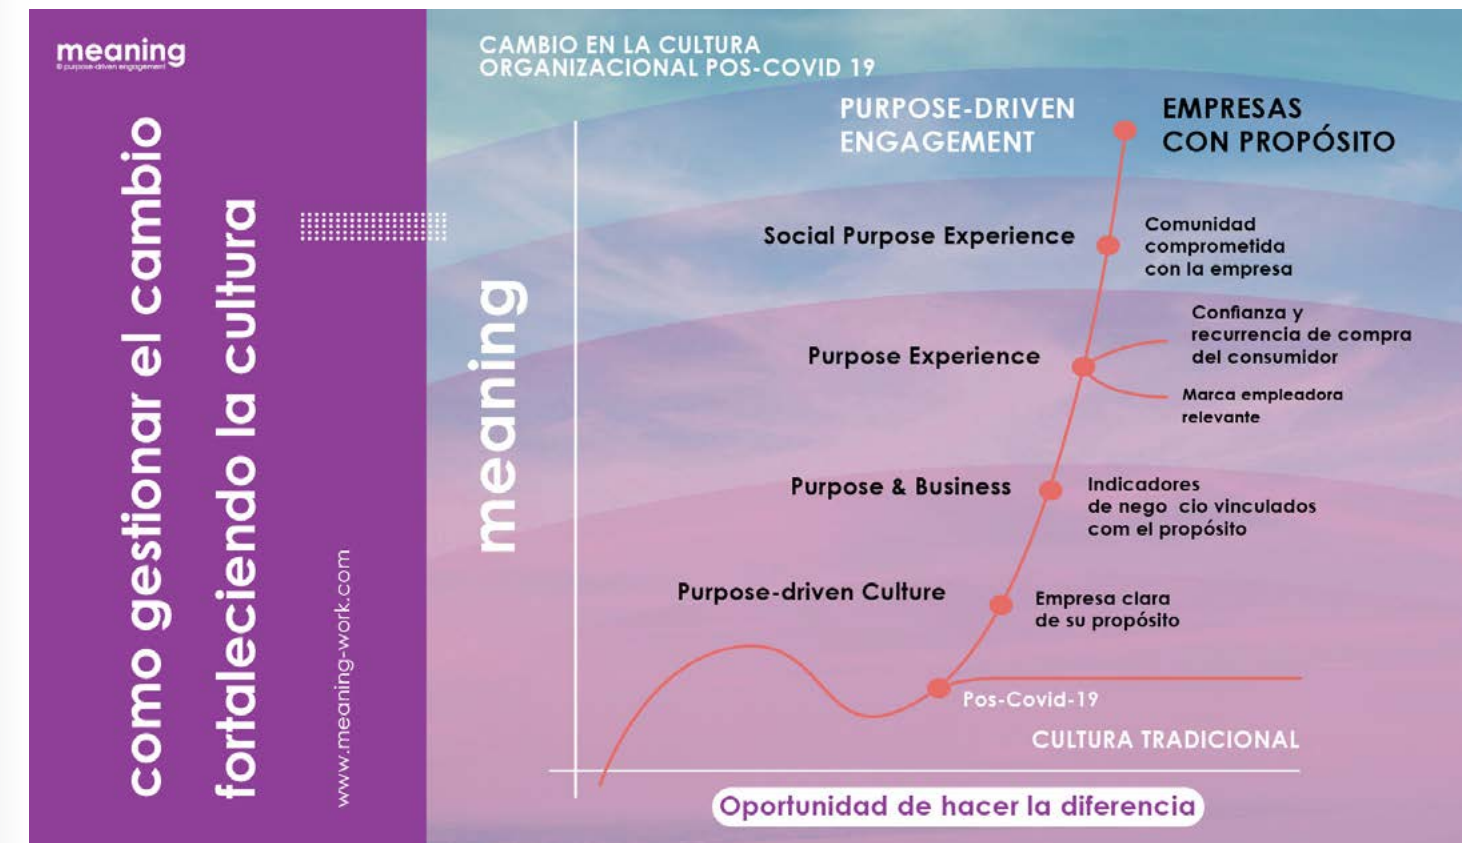 meaning
® purpose-driven engagement
como gestionar el cambio
fortaleciendo la cultura
www.meaning-work.com
CAMBIO EN LA CULTURA
ORGANIZACIONAL POS-COVID 19
PURPOSE-DRIVEN
ENGAGEMENT
EMPRESAS
CON PROPÓSITO
meaning
Social Purpose Experience
Comunidad
comprometida
con la empresa
Purpose Experience
Confianza y
recurrencia de compra
del consumidor
Marca empleadora
relevante
Purpose & Business
Indicadores
de nego cio vinculados
com el propósito
Purpose-driven Culture
Empresa clara
de su propósito
Pos-Covid-19
CULTURA TRADICIONAL
Oportunidad de hacer la diferencia